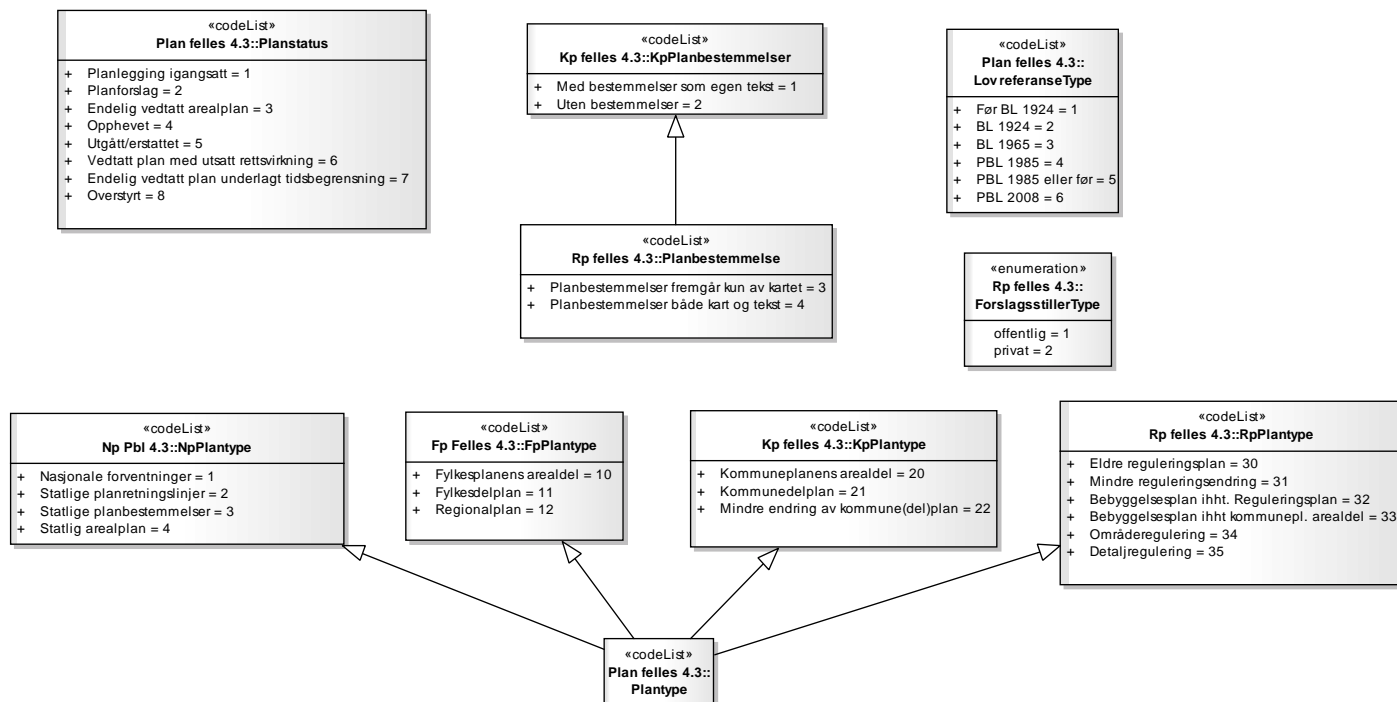 «codeList»
Plan felles 4.3::Planstatus
+ Planlegging igangsatt = 1
+ Planforslag = 2
+ Endelig vedtatt arealplan = 3
+ Opphevet = 4
+ Utgått/erstattet = 5
+ Vedtatt plan med utsatt rettsvirkning = 6
+ Endelig vedtatt plan underlagt tidsbegrensning = 7
+ Overstyrt = 8
«codeList»
Kp felles 4.3::KpPlanbestemmelser
+ Med bestemmelser som egen tekst = 1
+ Uten bestemmelser = 2
«codeList»
Plan felles 4.3::
LovreferanseType
+ Før BL 1924 = 1
+ BL 1924 = 2
+ BL 1965 = 3
+ PBL 1985 = 4
+ PBL 1985 eller før = 5
+ PBL 2008 = 6
«codeList»
Rp felles 4.3::Planbestemmelse
+ Planbestemmelser fremgår kun av kartet = 3
+ Planbestemmelser både kart og tekst = 4
«enumeration»
Rp felles 4.3::
ForslagsstillerType
offentlig = 1
privat = 2
«codeList»
Np Pbl 4.3::NpPlantype
+ Nasjonale forventninger = 1
+ Statlige planretningslinjer = 2
+ Statlige planbestemmelser = 3
+ Statlig arealplan = 4
«codeList»
Fp Felles 4.3::FpPlantype
+ Fylkesplanens arealdel = 10
+ Fylkesdelplan = 11
+ Regionalplan = 12
«codeList»
Kp felles 4.3::KpPlantype
+ Kommuneplanens arealdel = 20
+ Kommunedelplan = 21
+ Mindre endring av kommune(del)plan = 22
«codeList»
Rp felles 4.3::RpPlantype
+ Eldre reguleringsplan = 30
+ Mindre reguleringsendring = 31
+ Bebyggelsesplan ihht. Reguleringsplan = 32
+ Bebyggelsesplan ihht kommunepl. arealdel = 33
+ Områderegulering = 34
+ Detaljregulering = 35
«codeList»
Plan felles 4.3::
Plantype